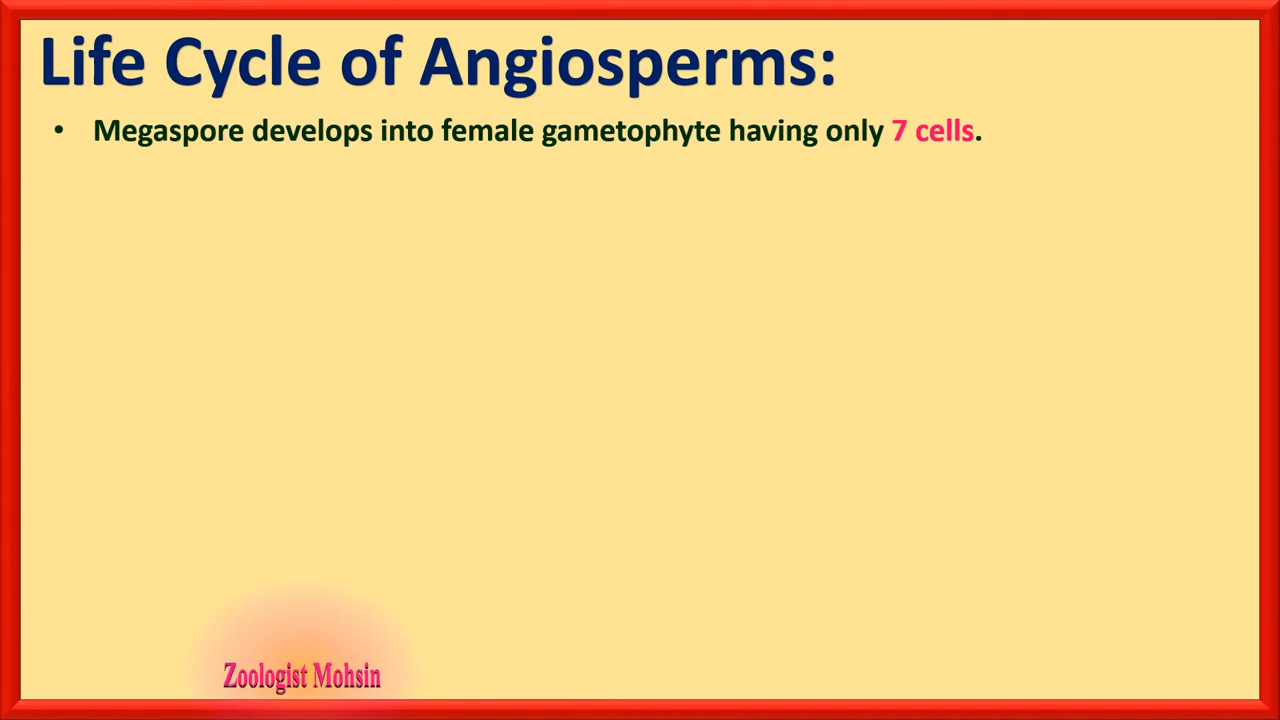 Life Cycle of Angiosperms:
• Megaspore develops into female gametophyte having only 7 cells.
Zoologist Mohsin